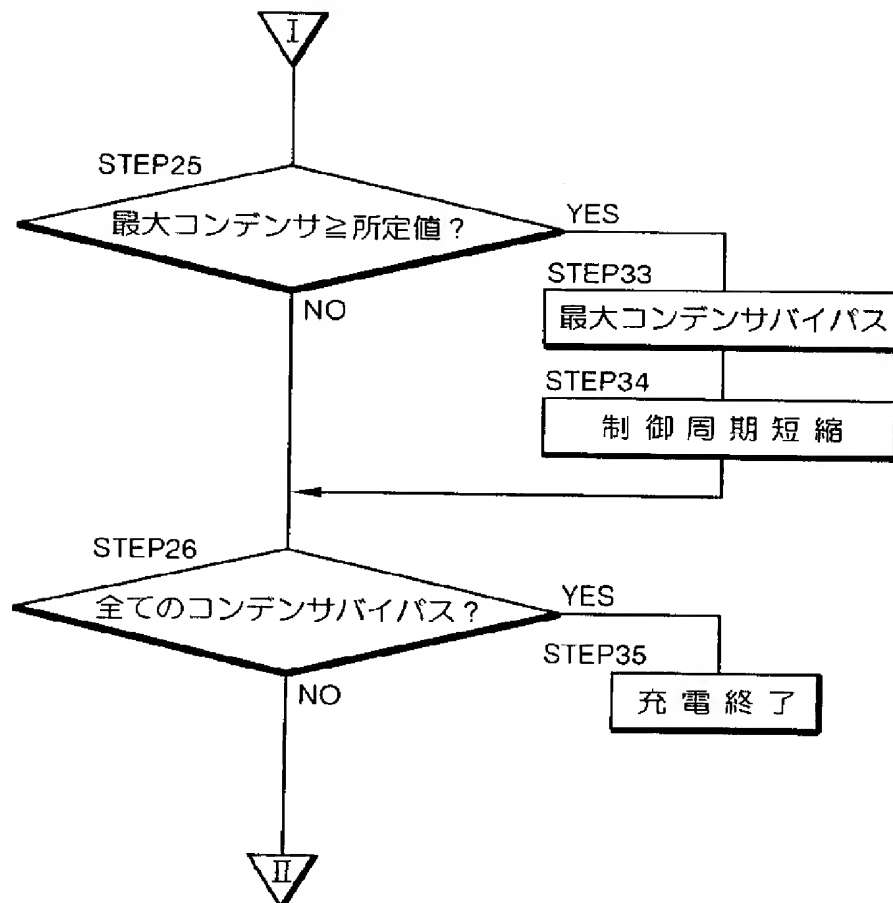 I
STEP25
最大コンデンサ≧所定値?
YES
NO
STEP33
最大コンデンサバイパス
STEP34
制御周期短縮
STEP26
全てのコンデンサバイパス?
YES
NO
STEP35
充電終了
II